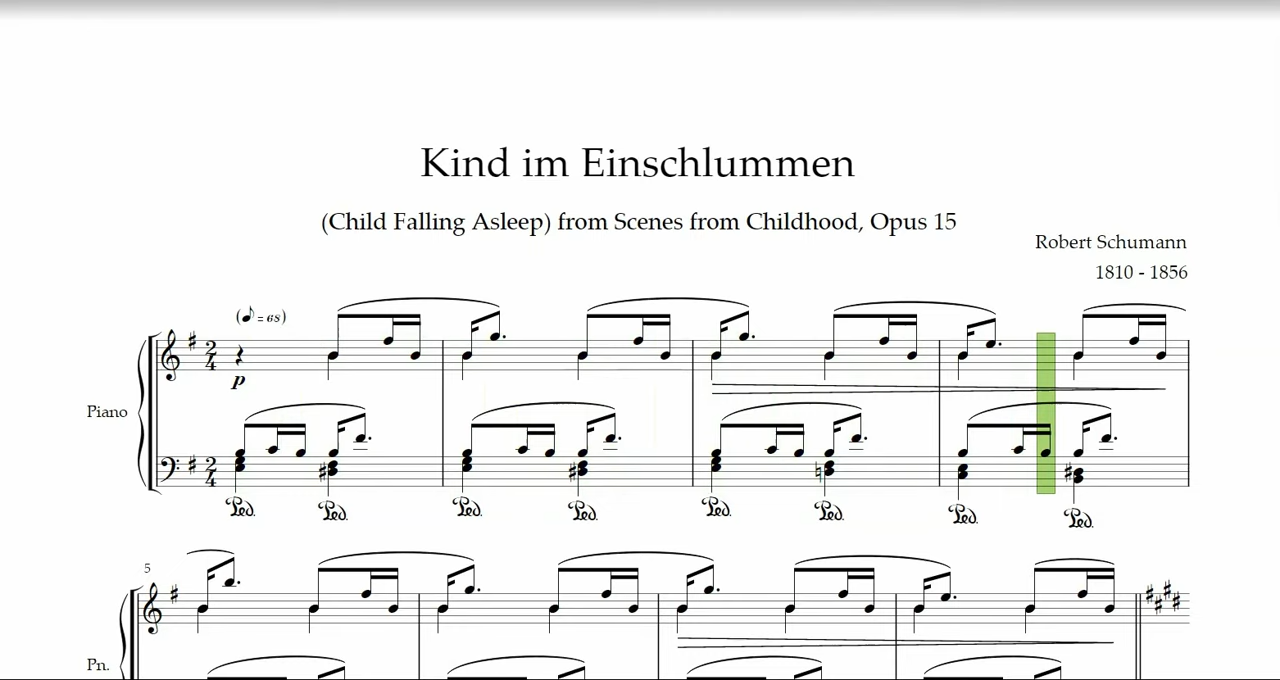 Kind im Einschlummen
(Child Falling Asleep) from Scenes from Childhood, Opus 15
Robert Schumann
1810 - 1856
(♪ = 68)
p
Piano
Ped. Ped. Ped. Ped. Ped. Ped. Ped. Ped.
5
Pn.